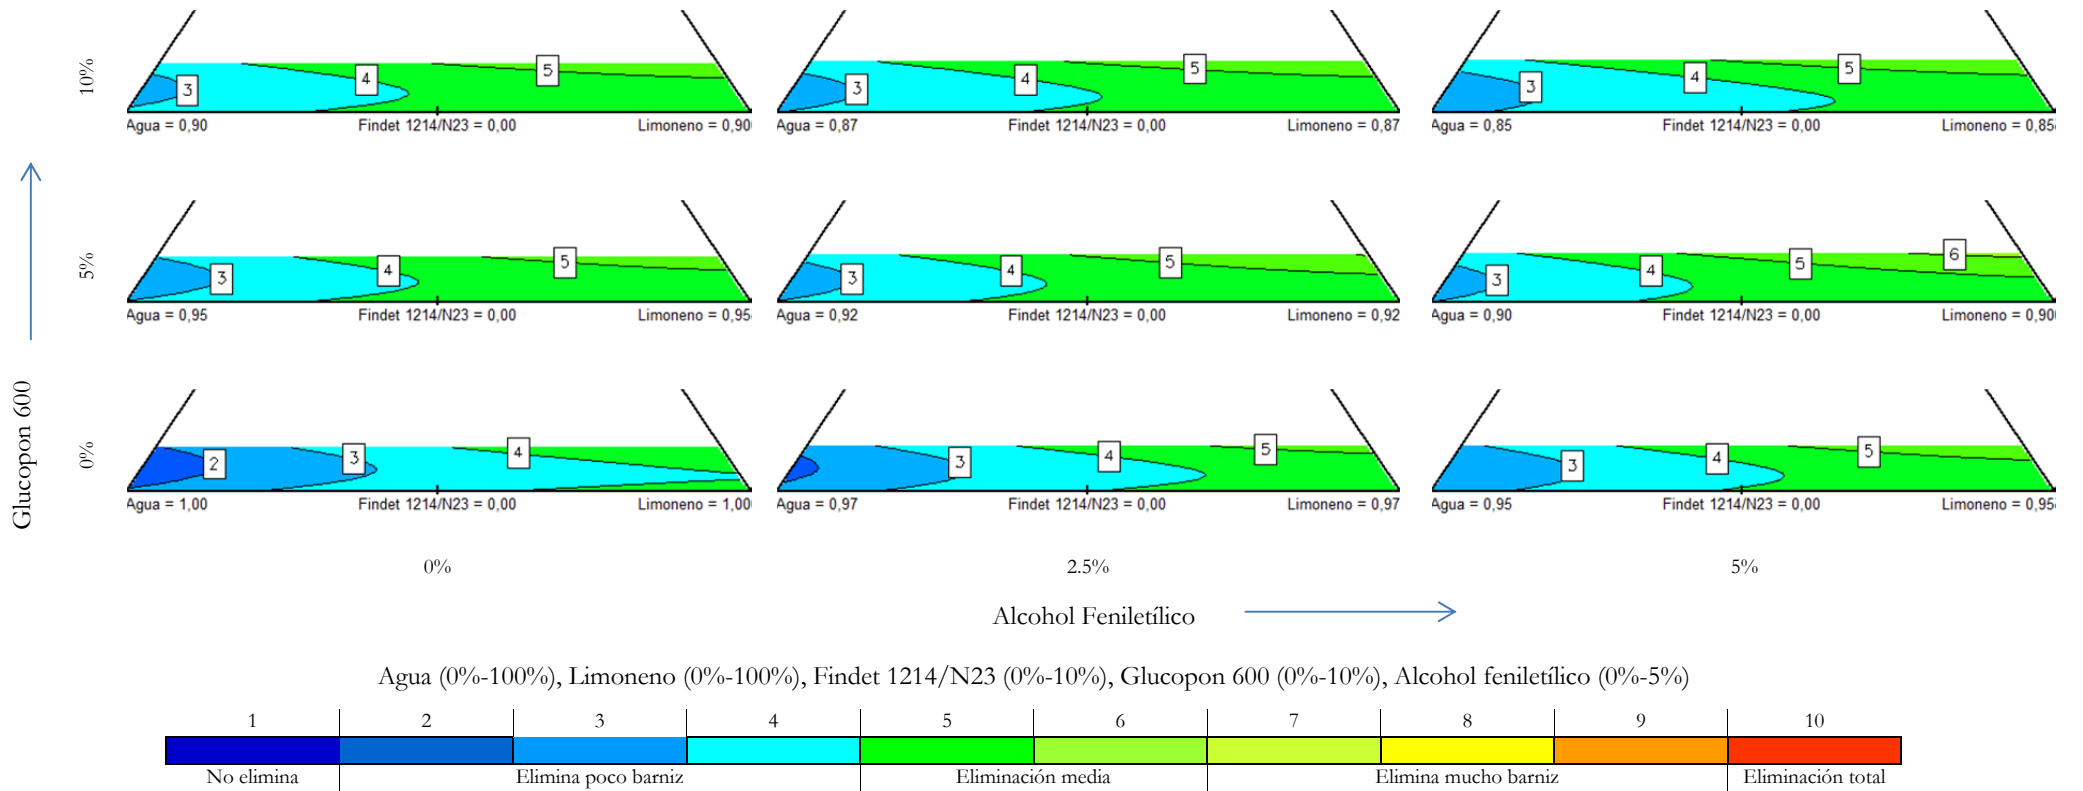 10%
3
4
5
Agua = 0,90
Findet 1214/N23 = 0,00
Limoneno = 0,90
3
4
5
Agua = 0,87
Findet 1214/N23 = 0,00
Limoneno = 0,87
3
4
5
Agua = 0,85
Findet 1214/N23 = 0,00
Limoneno = 0,85
5%
3
4
5
Agua = 0,95
Findet 1214/N23 = 0,00
Limoneno = 0,95
3
4
5
Agua = 0,92
Findet 1214/N23 = 0,00
Limoneno = 0,92
3
4
5
6
Agua = 0,90
Findet 1214/N23 = 0,00
Limoneno = 0,90
Glucopon 600
0%
2
3
4
Agua = 1,00
Findet 1214/N23 = 0,00
Limoneno = 1,00
3
4
5
Agua = 0,97
Findet 1214/N23 = 0,00
Limoneno = 0,97
3
4
5
Agua = 0,95
Findet 1214/N23 = 0,00
Limoneno = 0,95
0%
2.5%
5%
Alcohol Feniletílico
Agua (0%-100%), Limoneno (0%-100%), Findet 1214/N23 (0%-10%), Glucopon 600 (0%-10%), Alcohol feniletílico (0%-5%)
1 2 3 4 5 6 7 8 9 10
No elimina Elimina poco barniz Eliminación media Elimina mucho barniz Eliminación total